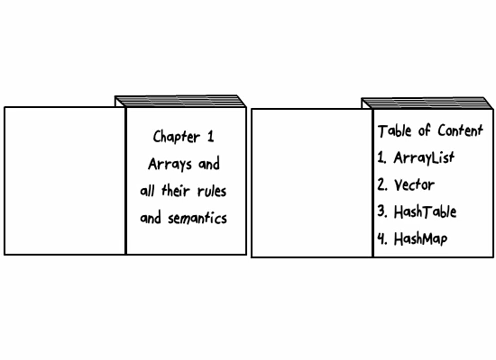 Chapter 1
Arrays and
all their rules
and semantics
Table of Content
1. ArrayList
2. Vector
3. HashTable
4. HashMap